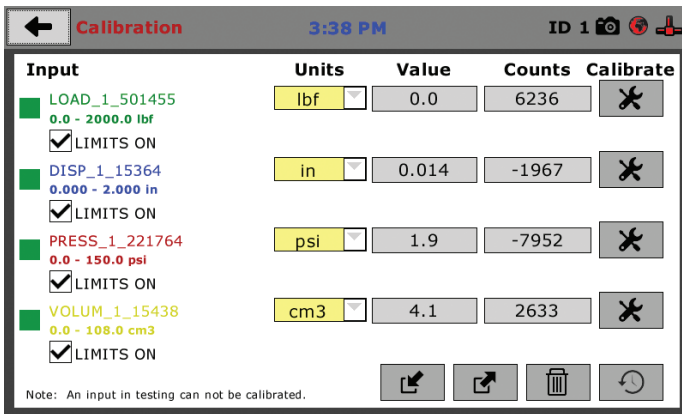 Calibration 3:38 PM ID 1
Input Units Value Counts Calibrate
LOAD_1_501455 lbf 0.0 6236
0.0 - 2000.0 lbf
LIMITS ON
DISP_1_15364 in 0.014 -1967
0.000 - 2.000 in
LIMITS ON
PRESS_1_221764 psi 1.9 -7952
0.0 - 150.0 psi
LIMITS ON
VOLUM_1_15438 cm3 4.1 2633
0.0 - 108.0 cm3
LIMITS ON
Note: An input in testing can not be calibrated.